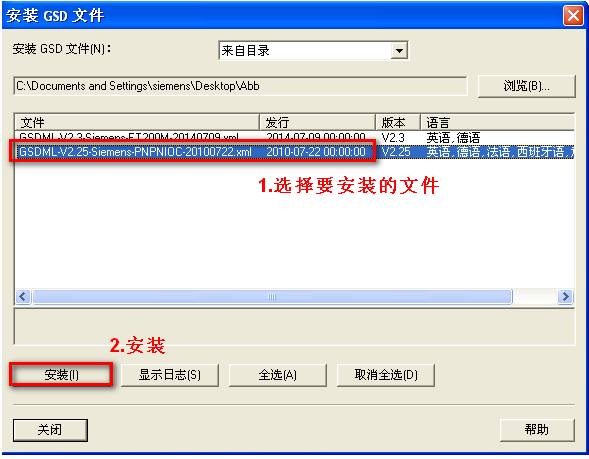 安装 GSD 文件
安装 GSD 文件(N): 来自目录
C:\Documents and Settings\siemens\Desktop\Abb 浏览(B)...
文件 发行 版本 语言
GSDML-V2.3-Siemens-ET200M-20140709.xml 2014-07-09 00:00:00 V2.3 英语,德语
GSDML-V2.25-Siemens-PNPNIOC-20100722.xml 2010-07-22 00:00:00 V2.25 英语,德语,法语,西班牙语,
1.选择要安装的文件
2.安装
安装(I) 显示日志(S) 全选(A) 取消全选(D)
关闭 帮助